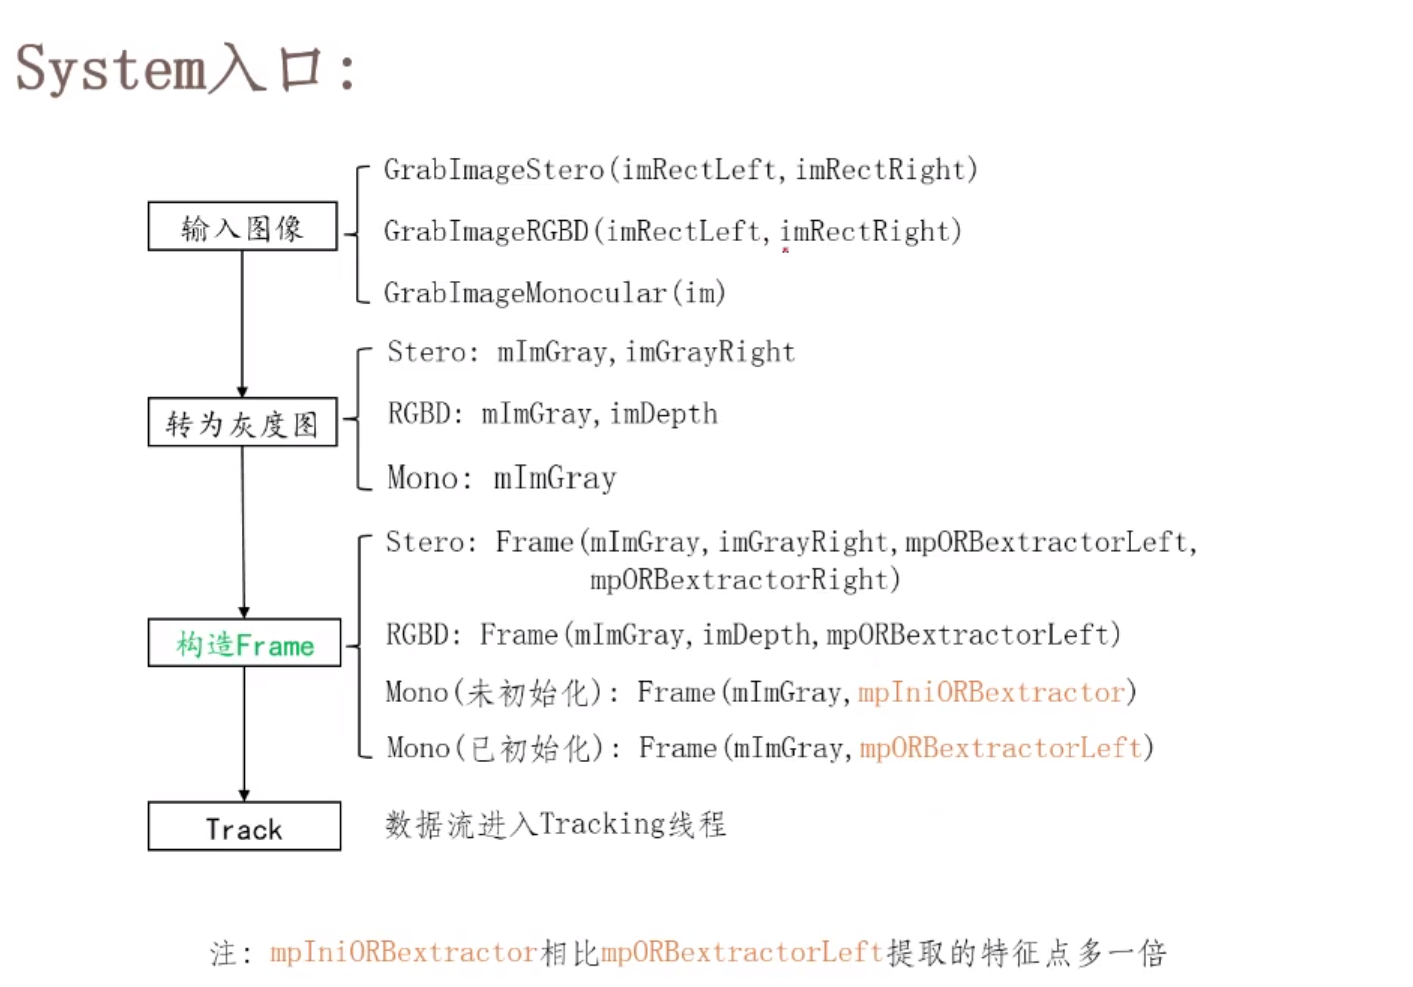 System入口:
输入图像
GrabImageStero(imRectLeft,imRectRight)
GrabImageRGBD(imRectLeft,imRectRight)
GrabImageMonocular(im)
转为灰度图
Stero: mImGray,imGrayRight
RGBD: mImGray,imDepth
Mono: mImGray
构造Frame
Stero: Frame(mImGray,imGrayRight,mpORBextractorLeft,
mpORBextractorRight)
RGBD: Frame(mImGray,imDepth,mpORBextractorLeft)
Mono(未初始化): Frame(mImGray,mpIniORBextractor)
Mono(已初始化): Frame(mImGray,mpORBextractorLeft)
Track
数据流进入Tracking线程
注: mpIniORBextractor相比mpORBextractorLeft提取的特征点多一倍